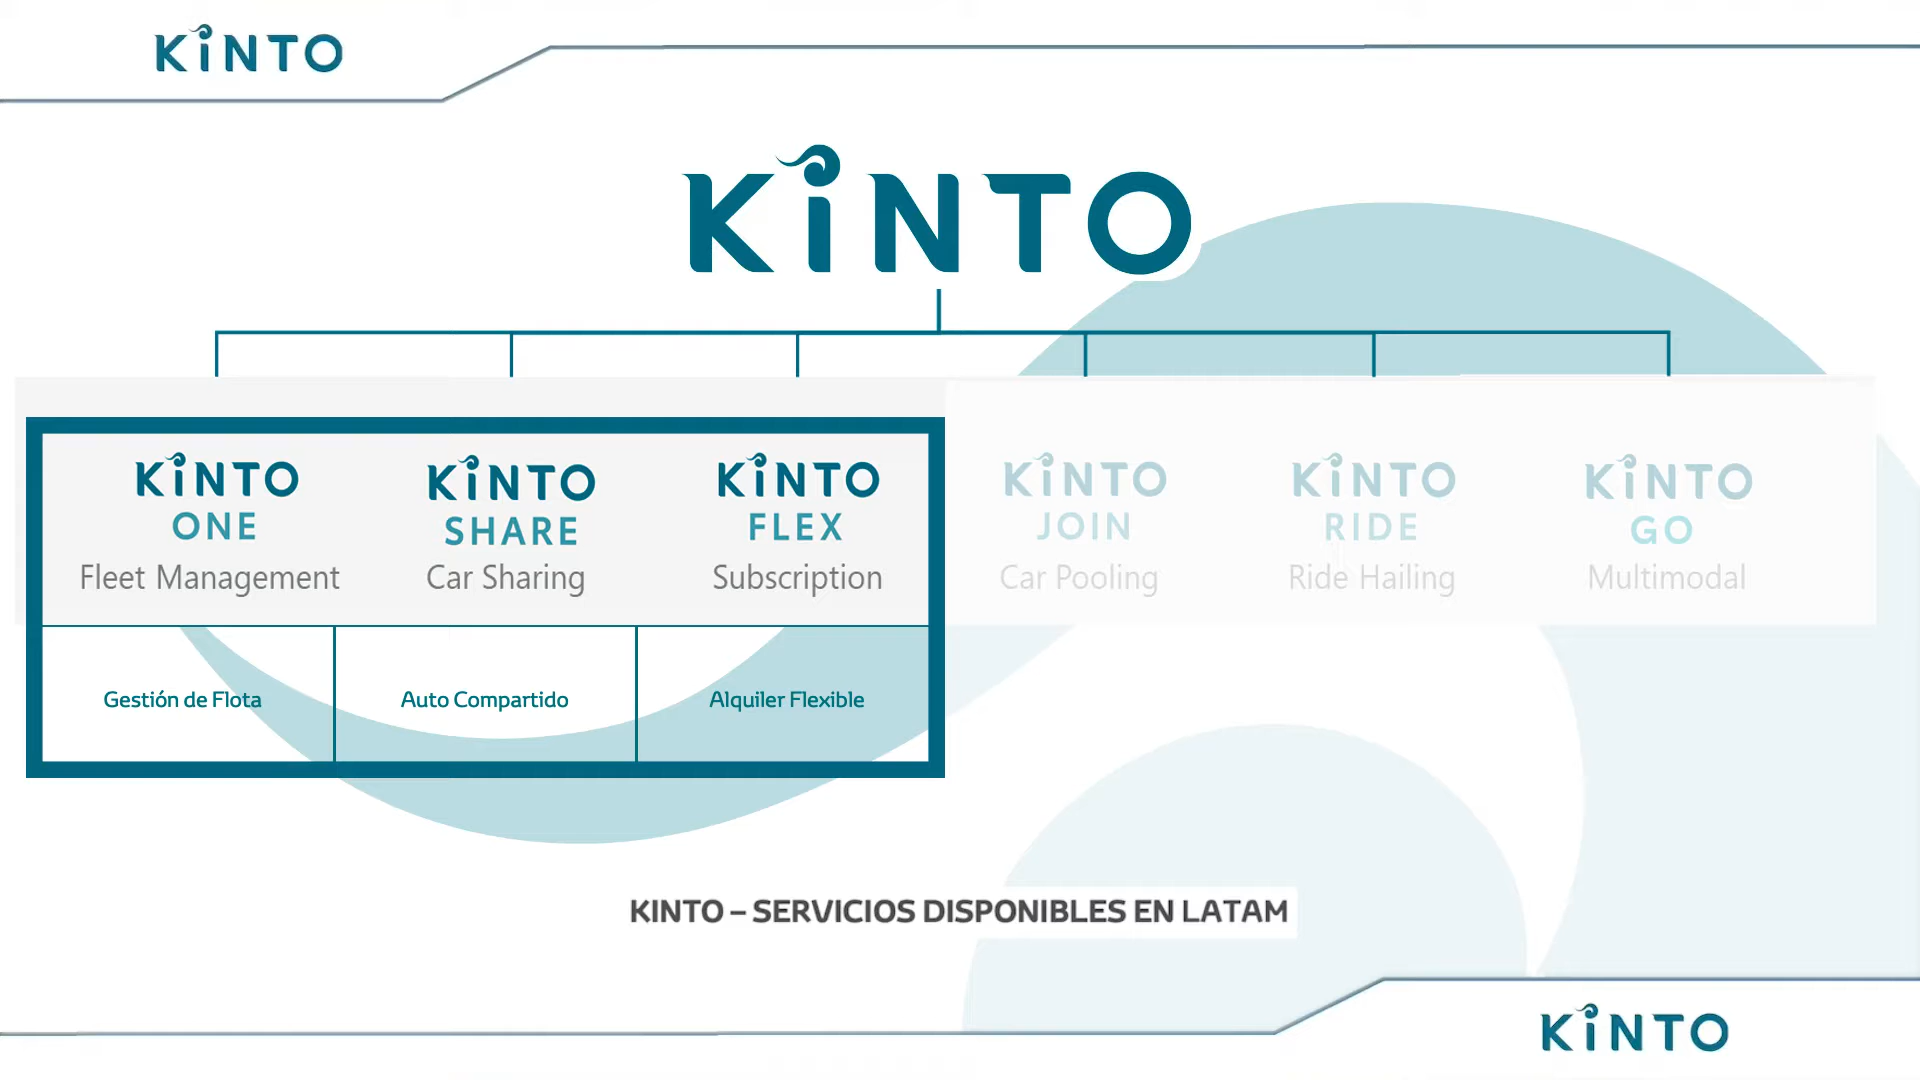 KINTO
KINTO
KINTO
ONE
Fleet Management
KINTO
SHARE
Car Sharing
KINTO
FLEX
Subscription
KINTO
JOIN
Car Pooling
KINTO
RIDE
Ride Hailing
KINTO
GO
Multimodal
Gestión de Flota
Auto Compartido
Alquiler Flexible
KINTO – SERVICIOS DISPONIBLES EN LATAM
KINTO